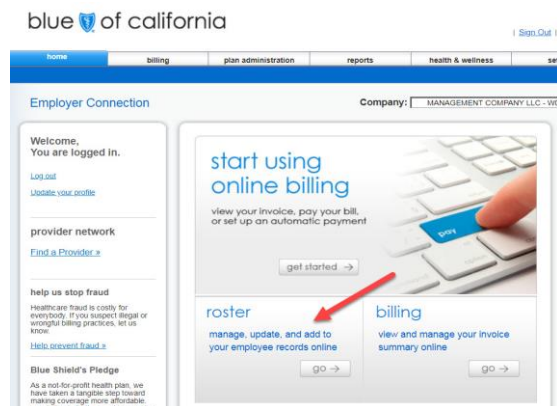 blue of california
| Sign Out |
home billing plan administration reports health & wellness
Employer Connection
Company: MANAGEMENT COMPANY LLC
Welcome,
You are logged in.
Log out
Update your profile
provider network
Find a Provider »
help us stop fraud
Healthcare fraud is costly for
everybody. If you suspect illegal or
wrongful billing practices, let us
know.
Help prevent fraud »
Blue Shield's Pledge
As a not-for-profit health plan, we
have taken a tangible step toward
making coverage more affordable.
start using
online billing
view your invoice, pay your bill,
or set up an automatic payment
get started →
pay
roster
manage, update, and add to
your employee records online
go →
billing
view and manage your invoice
summary online
go →